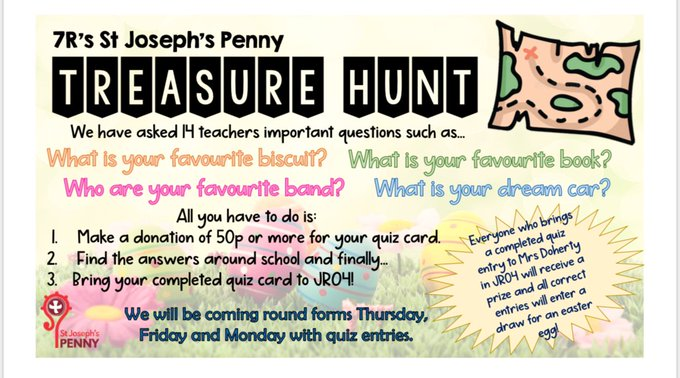 7R's St Joseph's Penny
TREASURE HUNT
We have asked 14 teachers important questions such as...
What is your favourite biscuit?
What is your favourite book?
Who are your favourite band?
What is your dream car?
All you have to do is:
1. Make a donation of 50p or more for your quiz card.
2. Find the answers around school and finally...
3. Bring your completed quiz card to JR04!
Everyone who brings
a completed quiz
entry to Mrs Doherty
in JR04 will receive a
prize and all correct
entries will enter a
draw for an easter
egg!
We will be coming round forms Thursday,
Friday and Monday with quiz entries.
St Joseph's
PENNY